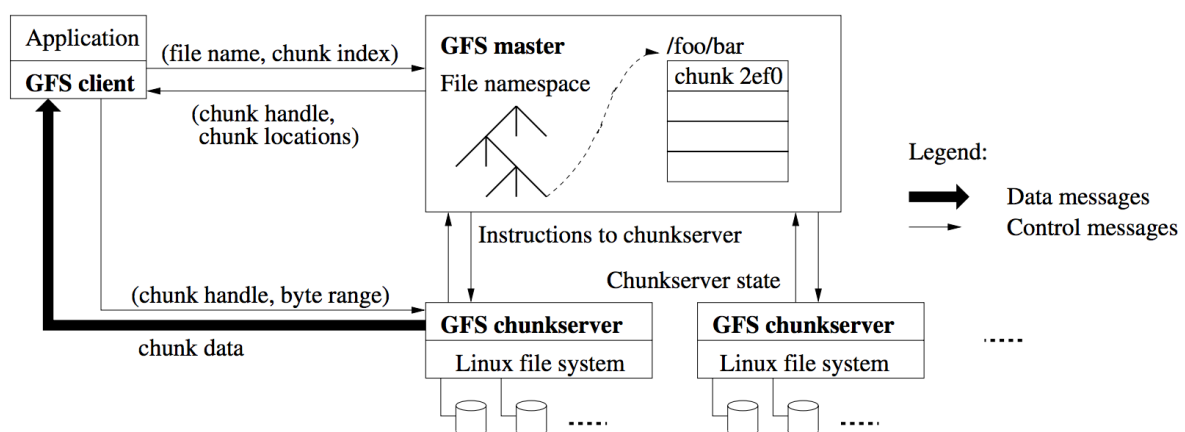 Application
GFS client
(file name, chunk index)
(chunk handle,
chunk locations)
GFS master
File namespace
/foo/bar
chunk 2ef0
Legend:
Data messages
Control messages
Instructions to chunkserver
Chunkserver state
(chunk handle, byte range)
chunk data
GFS chunkserver
Linux file system
GFS chunkserver
Linux file system